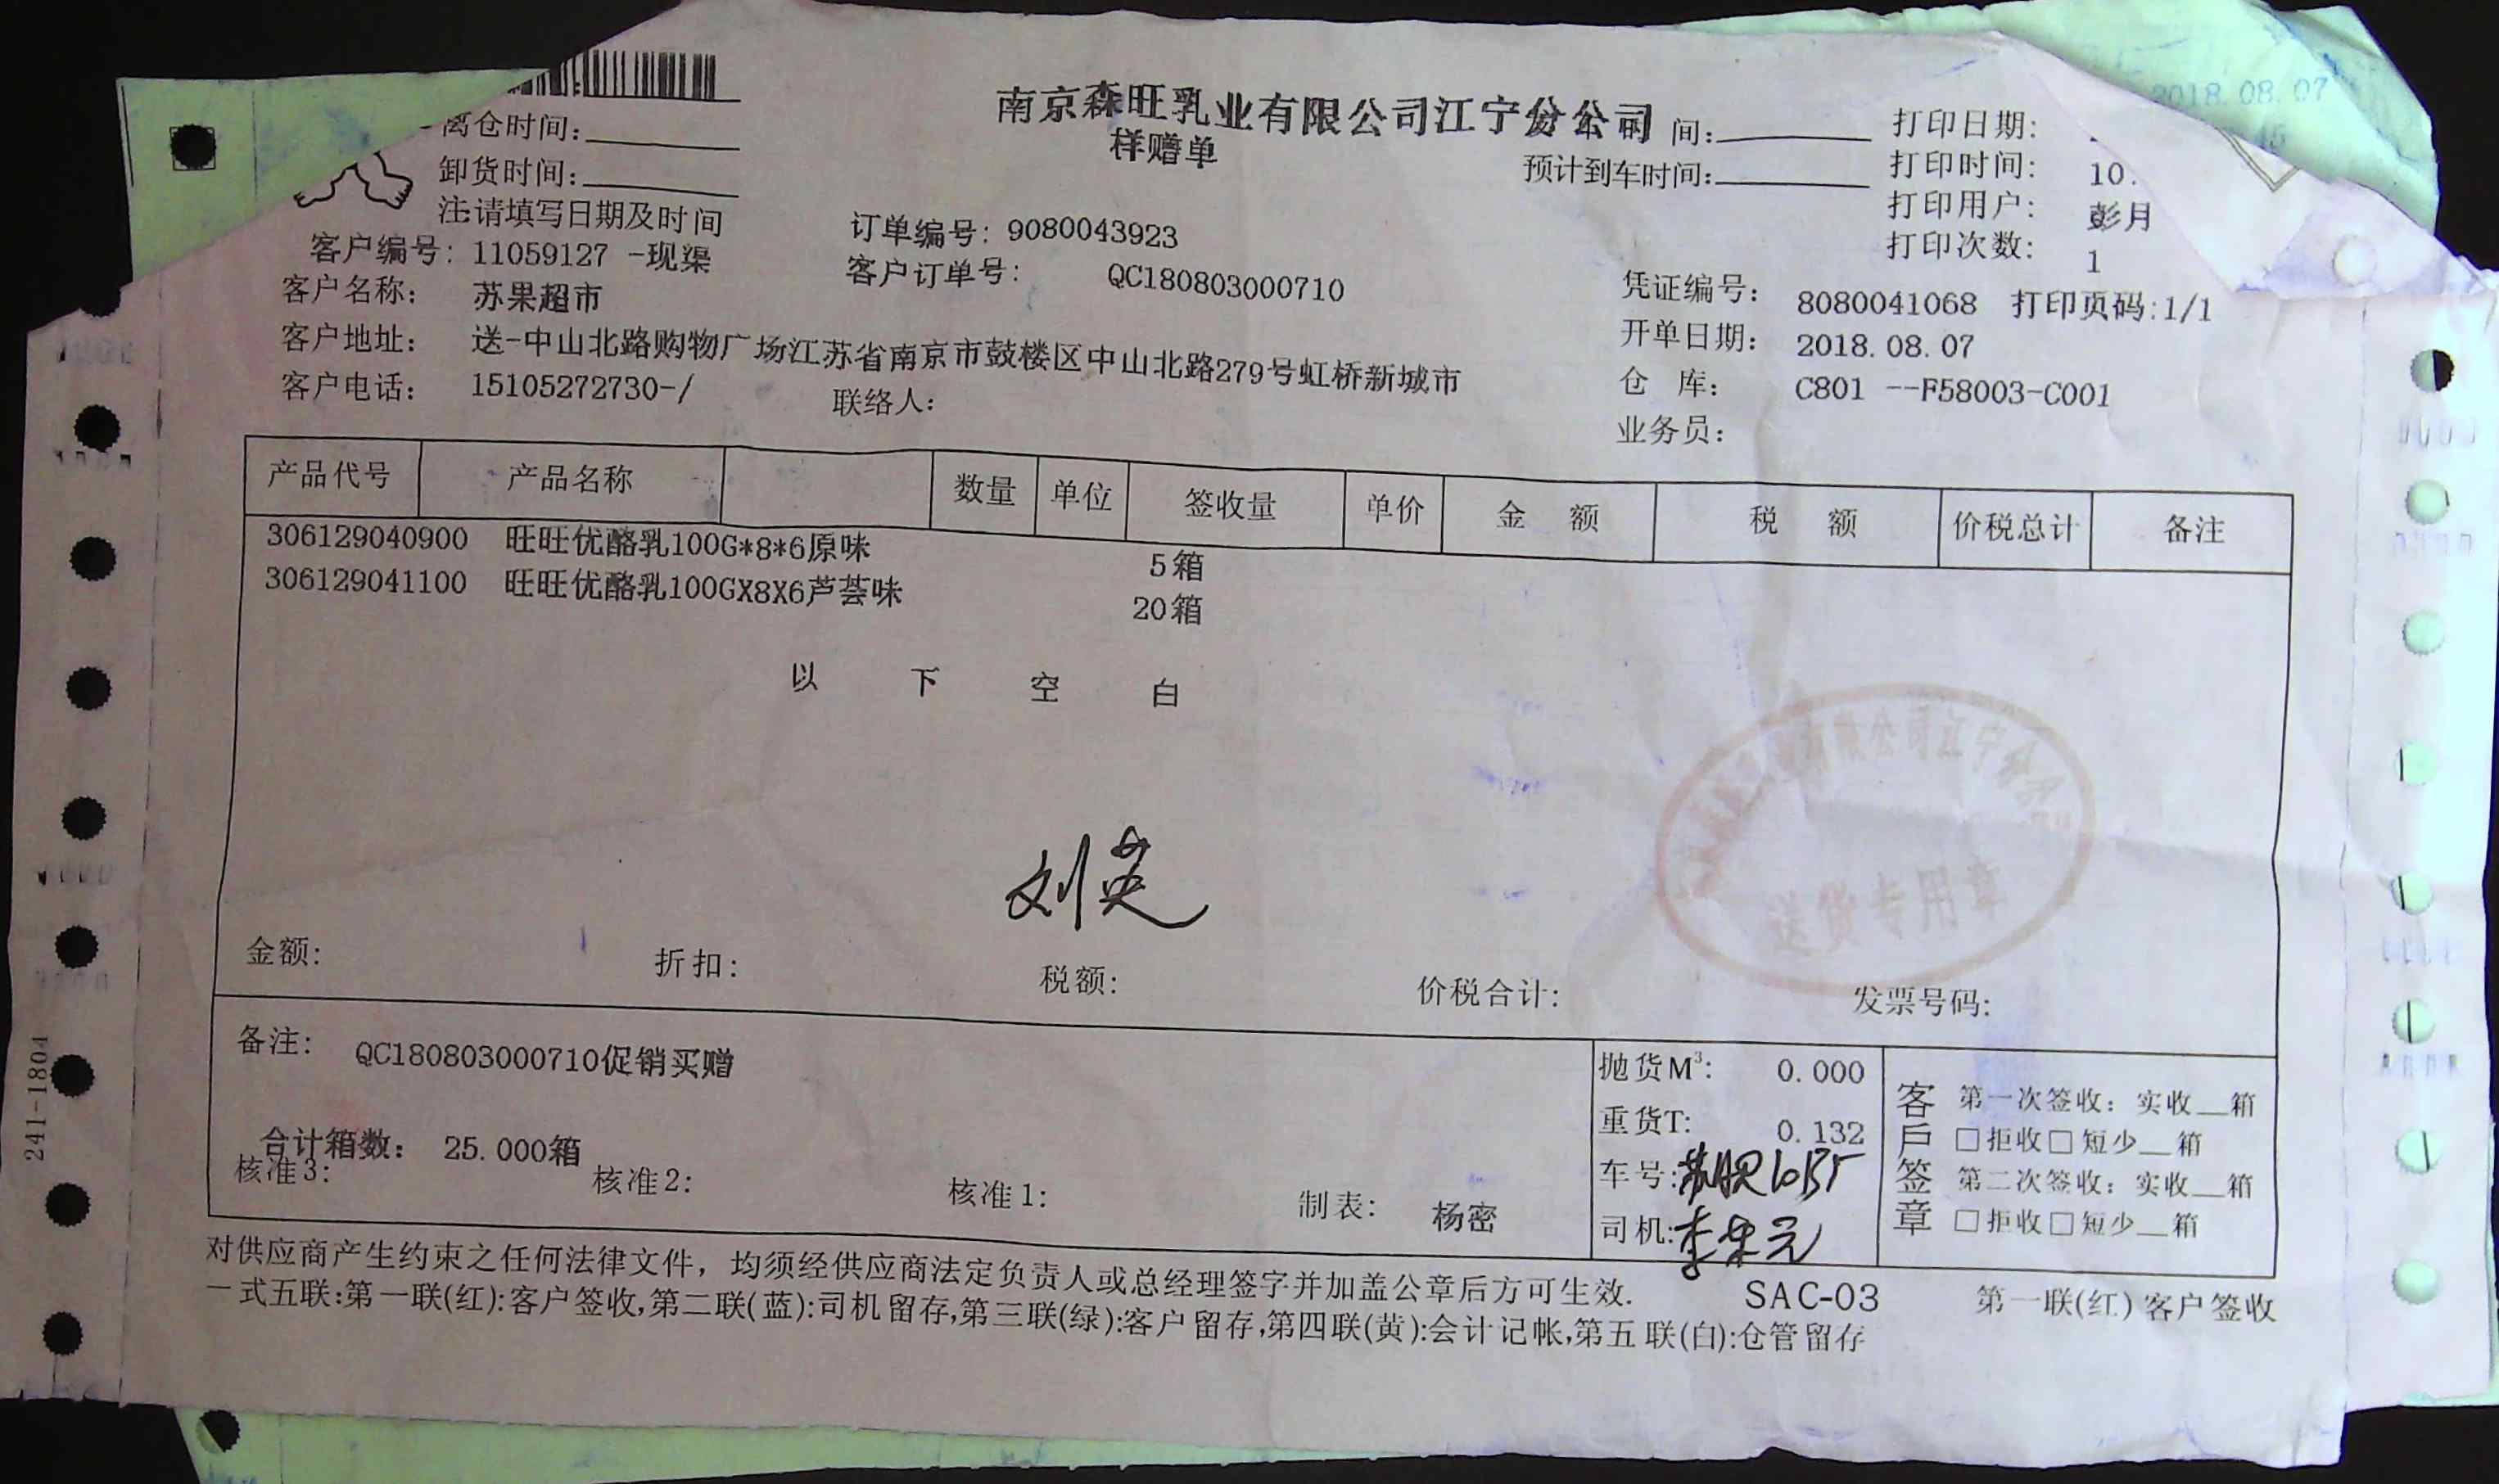 南京森旺乳业有限公司江宁分公司
样赠单
离仓时间:
卸货时间:
注:请填写日期及时间
间:
预计到车时间:
打印日期:
2018.08.07
打印时间: 10.
45
打印用户: 彭月
打印次数: 1
客户编号: 11059127 -现渠
订单编号: 9080043923
客户名称: 苏果超市
客户订单号: QC180803000710
凭证编号: 8080041068 打印页码:1/1
客户地址: 送-中山北路购物广场江苏省南京市鼓楼区中山北路279号虹桥新城市
开单日期: 2018.08.07
客户电话: 15105272730-/
联络人:
仓 库: C801 --F58003-C001
业务员:
产品代号 产品名称 数量 单位 签收量 单价 金 额 税 额 价税总计 备注
306129040900 旺旺优酪乳100G*8*6原味 5箱
306129041100 旺旺优酪乳100GX8X6芦荟味 20箱
以 下 空 白
有限公司江宁分公司
送货专用章
刘英
金额: 折扣: 税额: 价税合计: 发票号码:
备注: QC180803000710促销买赠
合计箱数: 25.000箱
核准3: 核准2: 核准1: 制表: 杨密
抛货M³: 0.000
重货T: 0.132
车号:
司机:
客戶签章
第一次签收: 实收__箱
□拒收□短少__箱
第二次签收: 实收__箱
□拒收□短少__箱
对供应商产生约束之任何法律文件, 均须经供应商法定负责人或总经理签字并加盖公章后方可生效.
SAC-03
第一联(红)客户签收
一式五联:第一联(红):客户签收,第二联(蓝):司机留存,第三联(绿):客户留存,第四联(黄):会计记帐,第五联(白):仓管留存
241-1804